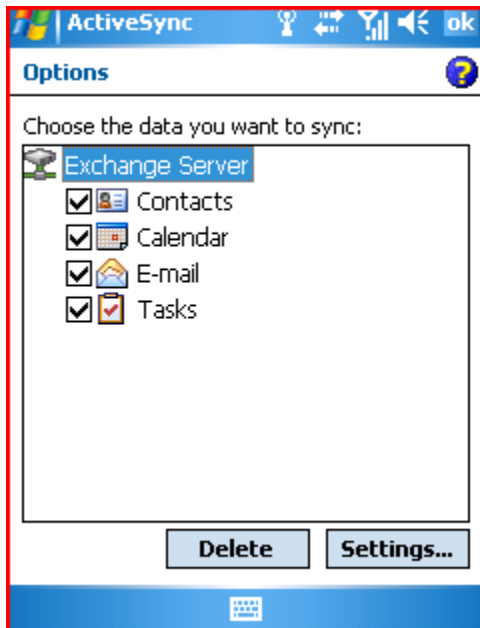 ActiveSync ok
Options
Choose the data you want to sync:
Exchange Server
Contacts
Calendar
E-mail
Tasks
Delete Settings...